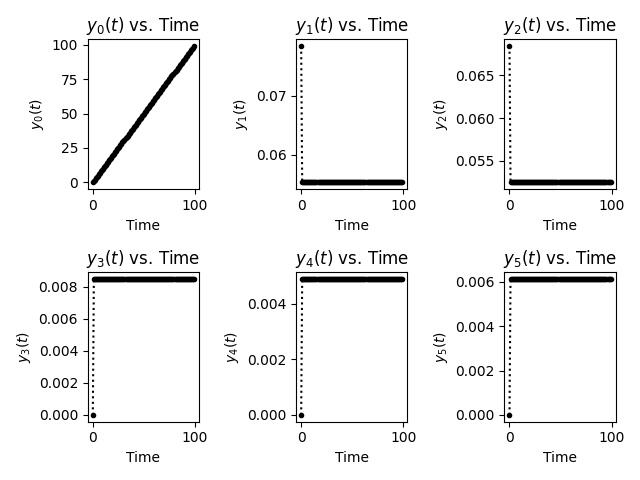 y₀(t) vs. Time
100
75
50
25
0
y₀(t)
0 100
Time
y₁(t) vs. Time
0.07
0.06
y₁(t)
0 100
Time
y₂(t) vs. Time
0.065
0.060
0.055
y₂(t)
0 100
Time
y₃(t) vs. Time
0.008
0.006
0.004
0.002
0.000
y₃(t)
0 100
Time
y₄(t) vs. Time
0.004
0.002
0.000
y₄(t)
0 100
Time
y₅(t) vs. Time
0.006
0.004
0.002
0.000
y₅(t)
0 100
Time